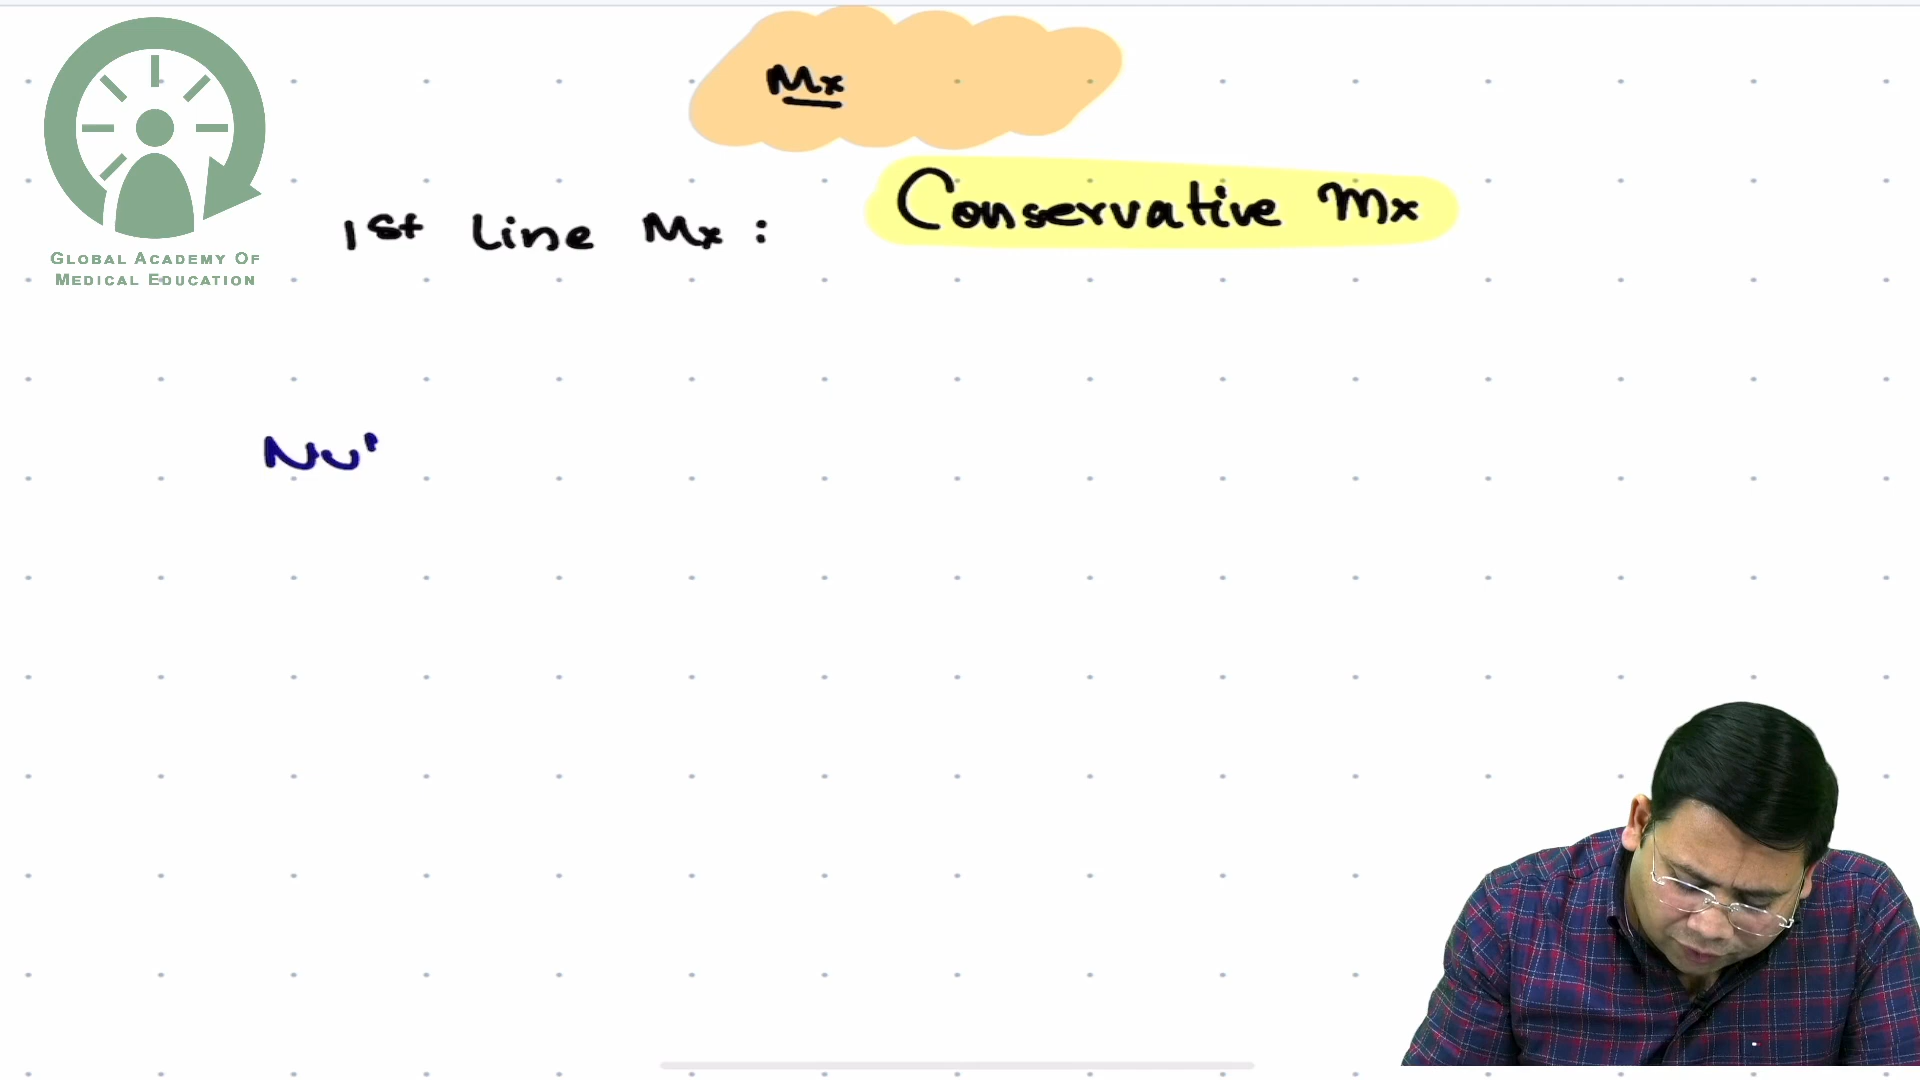 Mx
GLOBAL ACADEMY OF
MEDICAL EDUCATION
1st Line Mx : Conservative Mx